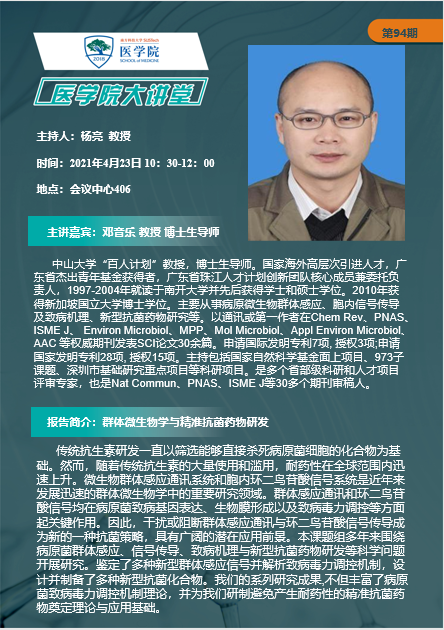 第94期
南方科技大学
医学院
SCHOOL OF MEDICINE
2018
医学院大讲堂
主持人：杨亮 教授
时间：2021年4月23日 10：30-12：00
地点：会议中心406
主讲嘉宾：邓音乐 教授 博士生导师
中山大学“百人计划”教授，博士生导师。国家海外高层次引进人才，广
东省杰出青年基金获得者，广东省珠江人才计划创新团队核心成员兼委托负
责人，1997-2004年就读于南开大学并先后获得学士和硕士学位。2010年获
得新加坡国立大学博士学位。主要从事病原微生物群体感应、胞内信号传导
及致病机理、新型抗菌药物研究等。以通讯或第一作者在Chem Rev、PNAS、
ISME J、 Environ Microbiol、MPP、Mol Microbiol、Appl Environ Microbiol、
AAC 等权威期刊发表SCI论文30余篇。申请国际发明专利7项, 授权3项;申请
国家发明专利28项, 授权15项。主持包括国家自然科学基金面上项目、973子
课题、深圳市基础研究重点项目等科研项目。是多个省部级科研和人才项目
评审专家，也是Nat Commun、PNAS、ISME J等30多个期刊审稿人。
报告简介：群体微生物学与精准抗菌药物研发
传统抗生素研发一直以筛选能够直接杀死病原菌细胞的化合物为基
础。然而，随着传统抗生素的大量使用和滥用，耐药性在全球范围内迅
速上升。微生物群体感应通讯系统和胞内环二鸟苷酸信号系统是近年来
发展迅速的群体微生物学中的重要研究领域。群体感应通讯和环二鸟苷
酸信号均在病原菌致病基因表达、生物膜形成以及致病毒力调控等方面
起关键作用。因此，干扰或阻断群体感应通讯与环二鸟苷酸信号传导成
为新的一种抗菌策略，具有广阔的潜在应用前景。本课题组多年来围绕
病原菌群体感应、信号传导、致病机理与新型抗菌药物研发等科学问题
开展研究。鉴定了多种新型群体感应信号并解析致病毒力调控机制，设
计并制备了多种新型抗菌化合物。我们的系列研究成果,不但丰富了病原
菌致病毒力调控机制理论，并为我们研制避免产生耐药性的精准抗菌药
物奠定理论与应用基础。